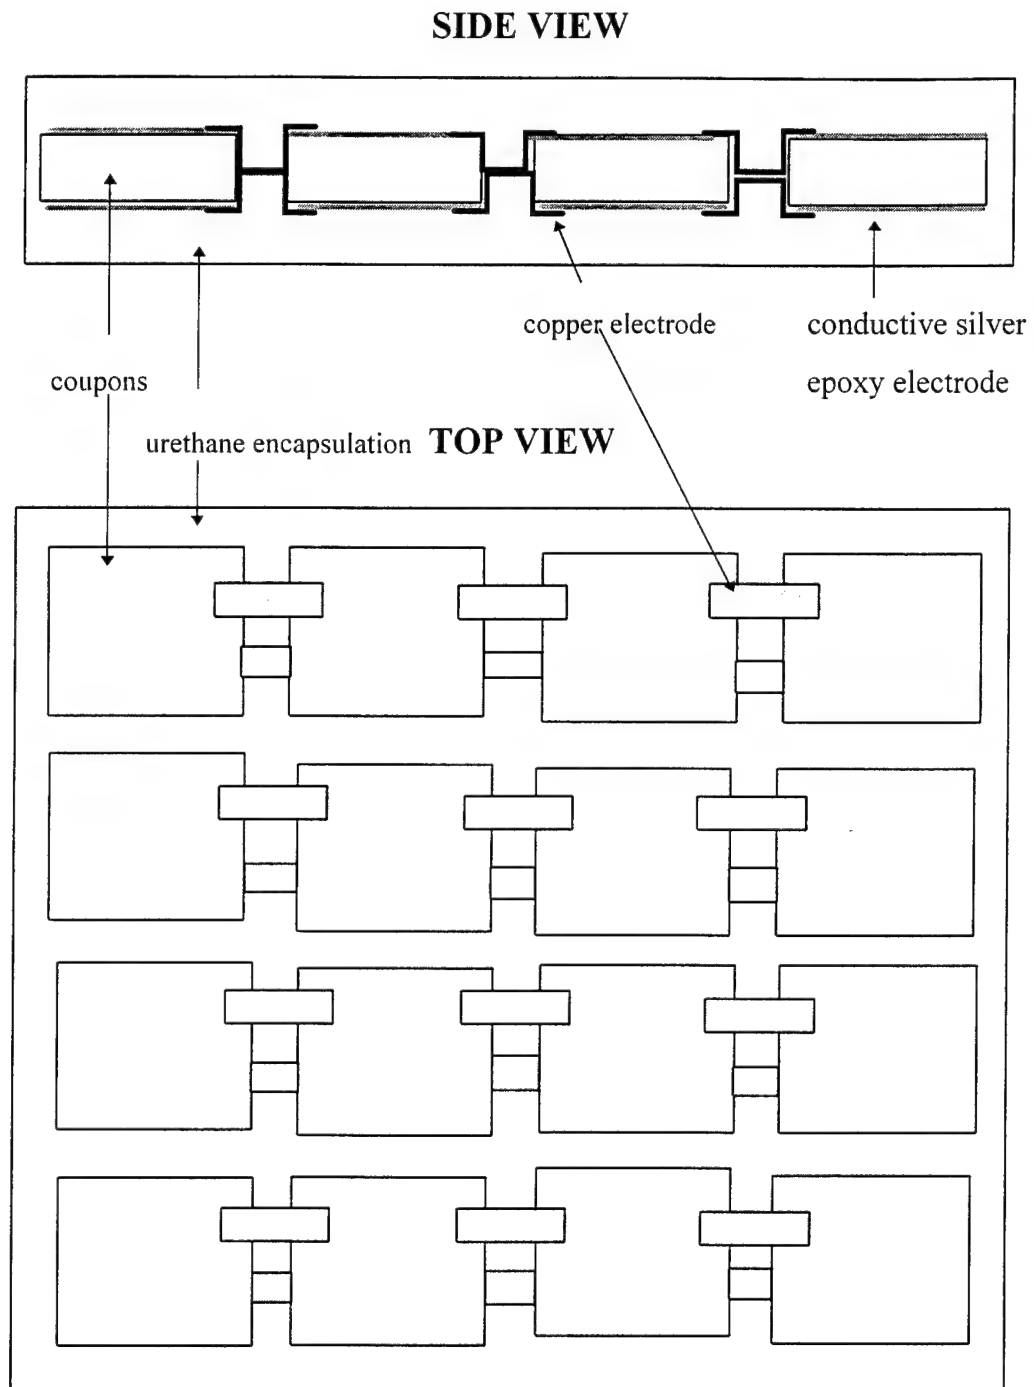 SIDE VIEW
copper electrode
conductive silver
epoxy electrode
coupons
urethane encapsulation
TOP VIEW